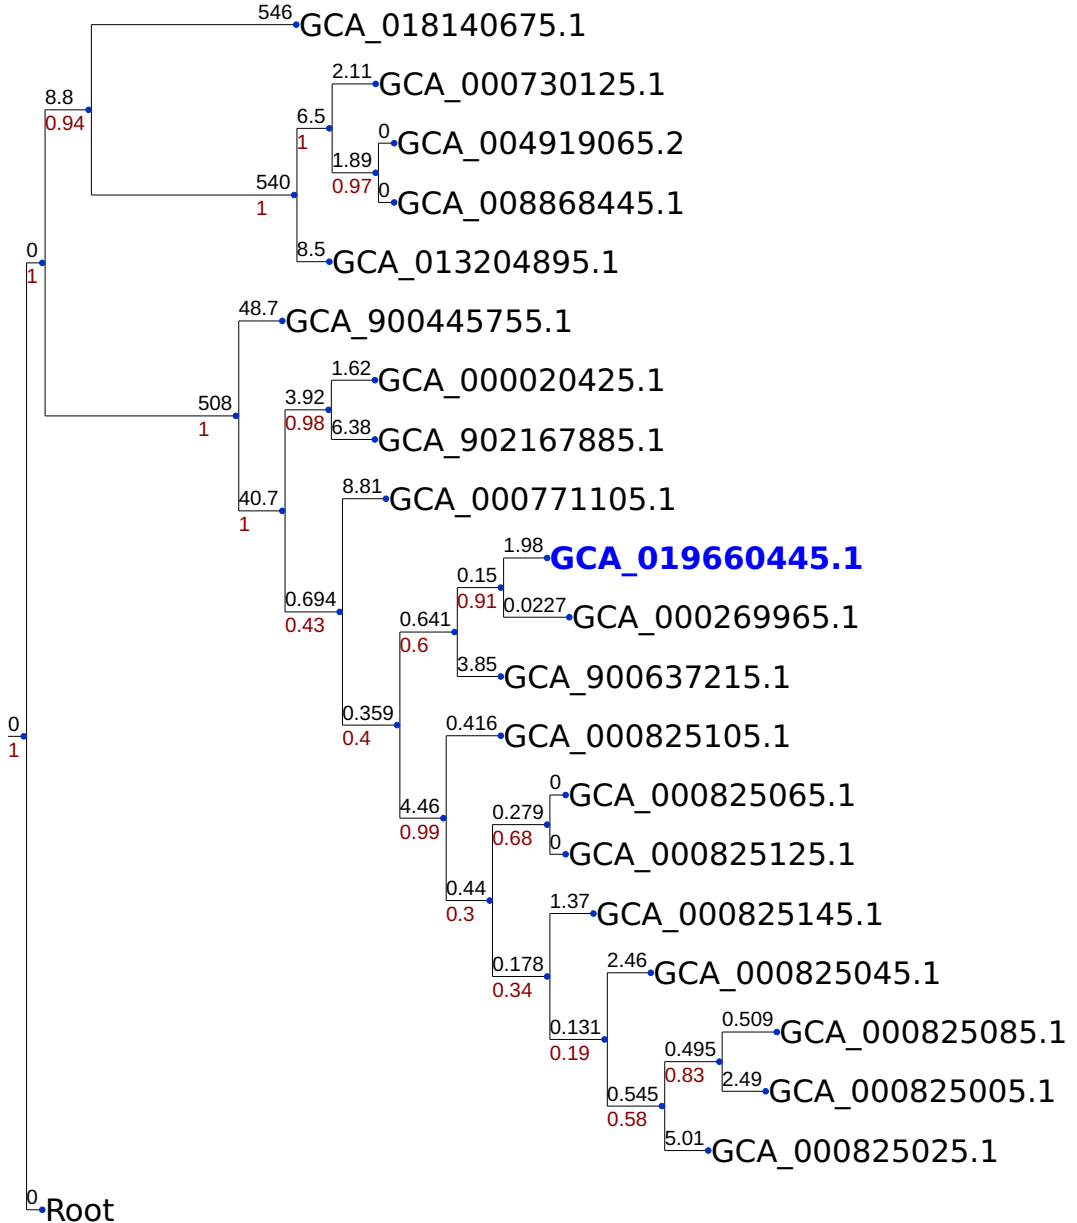 546
GCA_018140675.1
2.11
GCA_000730125.1
8.8
0.94
6.5
1
0
GCA_004919065.2
1.89
0.97
540
1
0
GCA_008868445.1
0
1
8.5
GCA_013204895.1
48.7
GCA_900445755.1
1.62
GCA_000020425.1
508
1
3.92
0.98
6.38
GCA_902167885.1
40.7
1
8.81
GCA_000771105.1
1.98
GCA_019660445.1
0.15
0.91
0.694
0.43
0.0227
GCA_000269965.1
0.641
0.6
3.85
GCA_900637215.1
0
1
0.359
0.4
0.416
GCA_000825105.1
0
GCA_000825065.1
4.46
0.99
0.279
0.68
0
GCA_000825125.1
0.44
0.3
1.37
GCA_000825145.1
0.178
0.34
2.46
GCA_000825045.1
0.131
0.19
0.509
GCA_000825085.1
0.495
0.83
2.49
GCA_000825005.1
0.545
0.58
5.01
GCA_000825025.1
0
Root